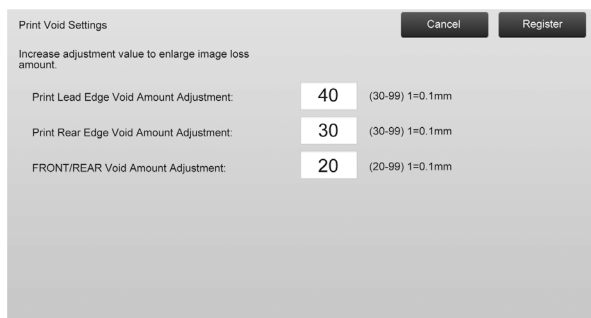 Print Void Settings
Cancel
Register
Increase adjustment value to enlarge image loss
amount.
Print Lead Edge Void Amount Adjustment:
40
(30-99) 1=0.1mm
Print Rear Edge Void Amount Adjustment:
30
(30-99) 1=0.1mm
FRONT/REAR Void Amount Adjustment:
20
(20-99) 1=0.1mm